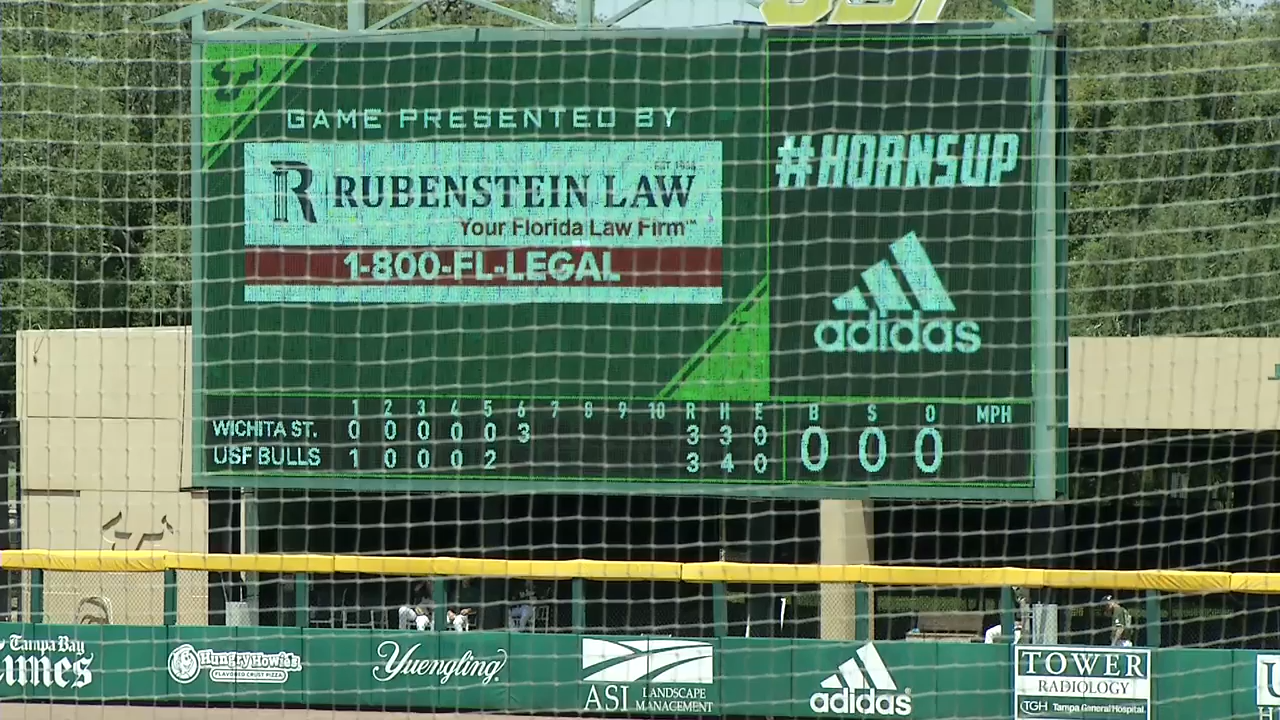 GAME PRESENTED BY
EST 1988
R RUBENSTEIN LAW
Your Florida Law Firm™
1-800-FL-LEGAL
#HORNSUP
adidas
1 2 3 4 5 6 7 8 9 10 R H E B S O MPH
WICHITA ST. 0 0 0 0 0 3 3 3 0
USF BULLS 1 0 0 0 2 3 4 0
0 0 0
Tampa Bay
Times
Hungry Howie's
FLAVORED CRUST PIZZA
Yuengling
ASI LANDSCAPE
MANAGEMENT
adidas
TOWER
RADIOLOGY
TGH Tampa General Hospital